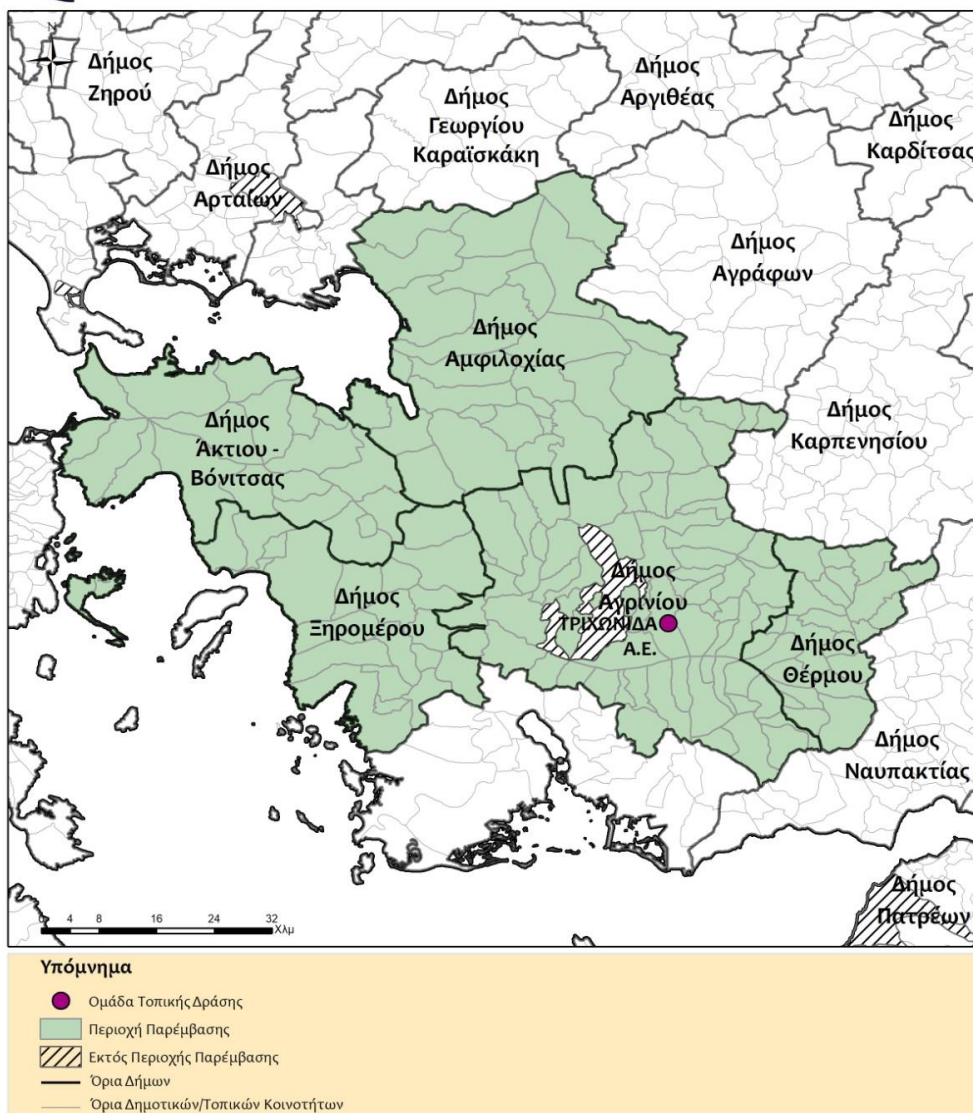 N
Δήμος
Ζηρού
Δήμος
Αργιθέας
Δήμος
Γεωργίου
Καραϊσκάκη
Δήμος
Καρδίτσας
Δήμος
Αρταίων
Δήμος
Αγράφων
Δήμος
Αμφιλοχίας
Δήμος
Καρπενησίου
Δήμος
Άκτιου -
Βόνιτσας
Δήμος
Ξηρομέρου
Δήμος
Αγρινίου
ΤΡΙΧΩΝΙΔΑ
Α.Ε.
Δήμος
Θέρμου
Δήμος
Ναυπακτίας
Δήμος
Πατρέων
0 4 8 16 24 32
Χλμ
Υπόμνημα
Ομάδα Τοπικής Δράσης
Περιοχή Παρέμβασης
Εκτός Περιοχής Παρέμβασης
Όρια Δήμων
Όρια Δημοτικών/Τοπικών Κοινοτήτων